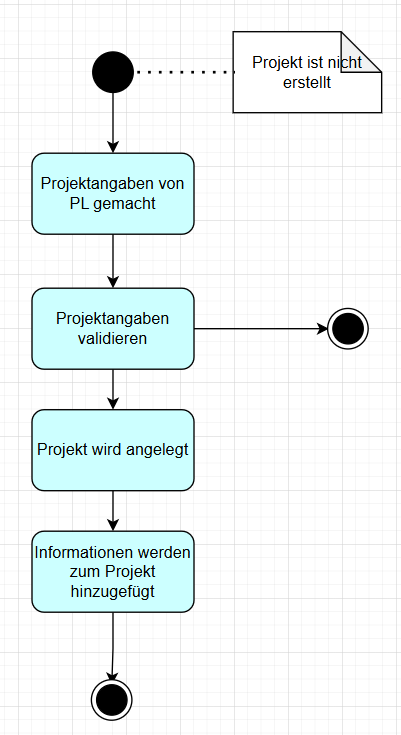 Projekt ist nicht
erstellt
Projektangaben von
PL gemacht
Projektangaben
validieren
Projekt wird angelegt
Informationen werden
zum Projekt
hinzugefügt